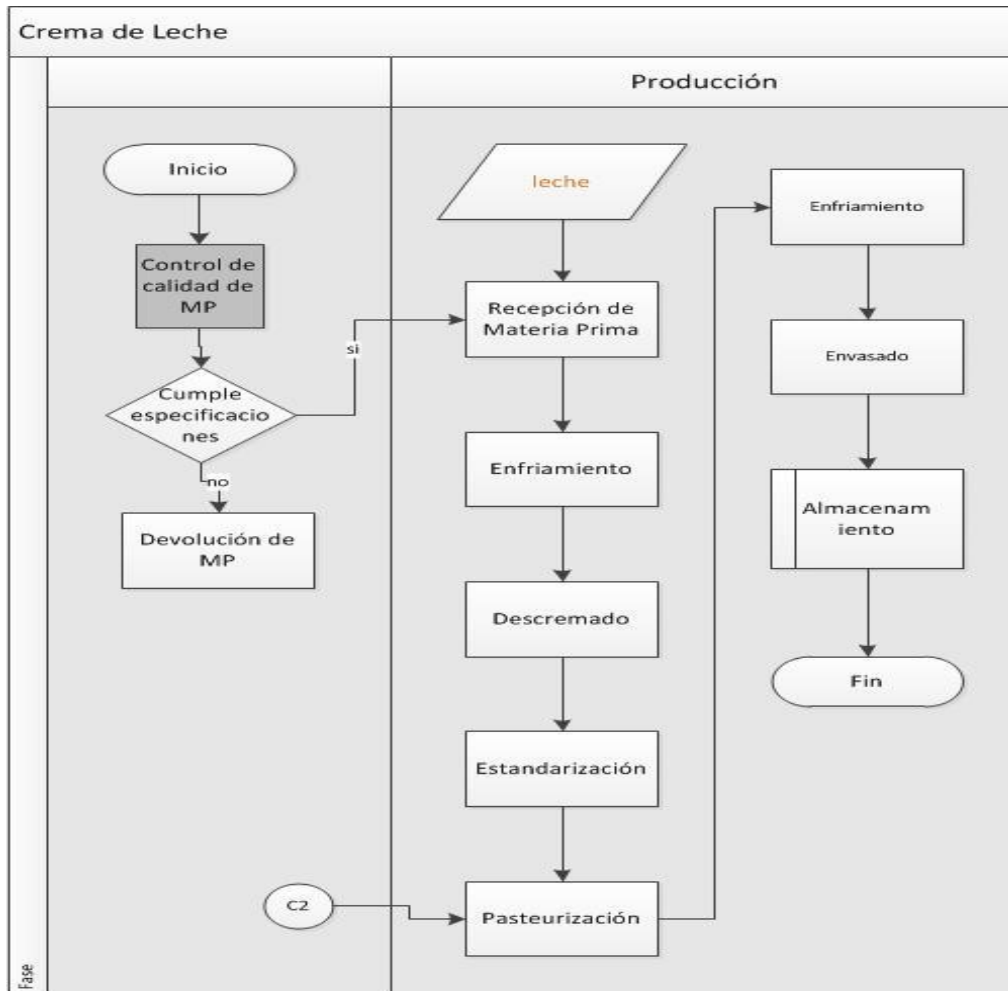 Crema de Leche
Producción
Inicio
Control de
calidad de
MP
Cumple
especificacio
nes
si
no
Devolución de
MP
C2
leche
Recepción de
Materia Prima
Enfriamiento
Descremado
Estandarización
Pasteurización
Enfriamiento
Envasado
Almacenam
iento
Fin
Fase